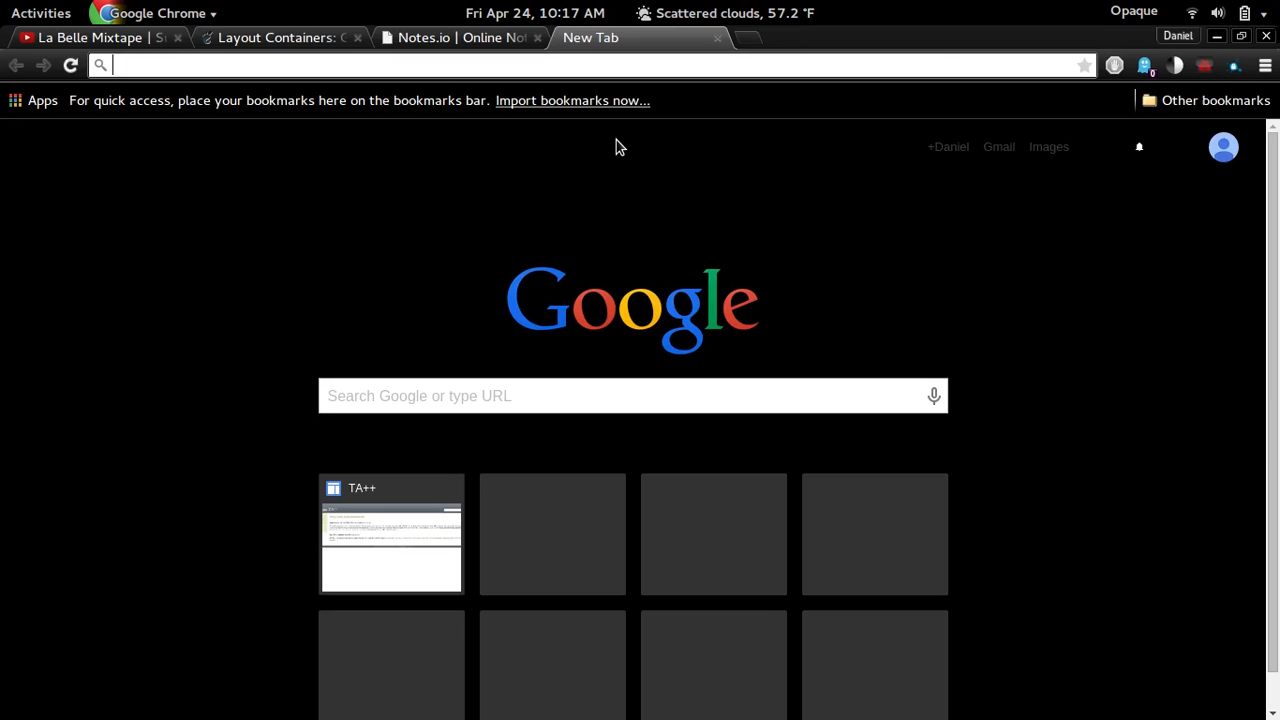 Activities Google Chrome Fri Apr 24, 10:17 AM Scattered clouds, 57.2 °F Opaque
La Belle Mixtape | S Layout Containers: Notes.io | Online No New Tab Daniel
Apps For quick access, place your bookmarks here on the bookmarks bar. Import bookmarks now... Other bookmarks
+Daniel Gmail Images
Google
Search Google or type URL
TA++